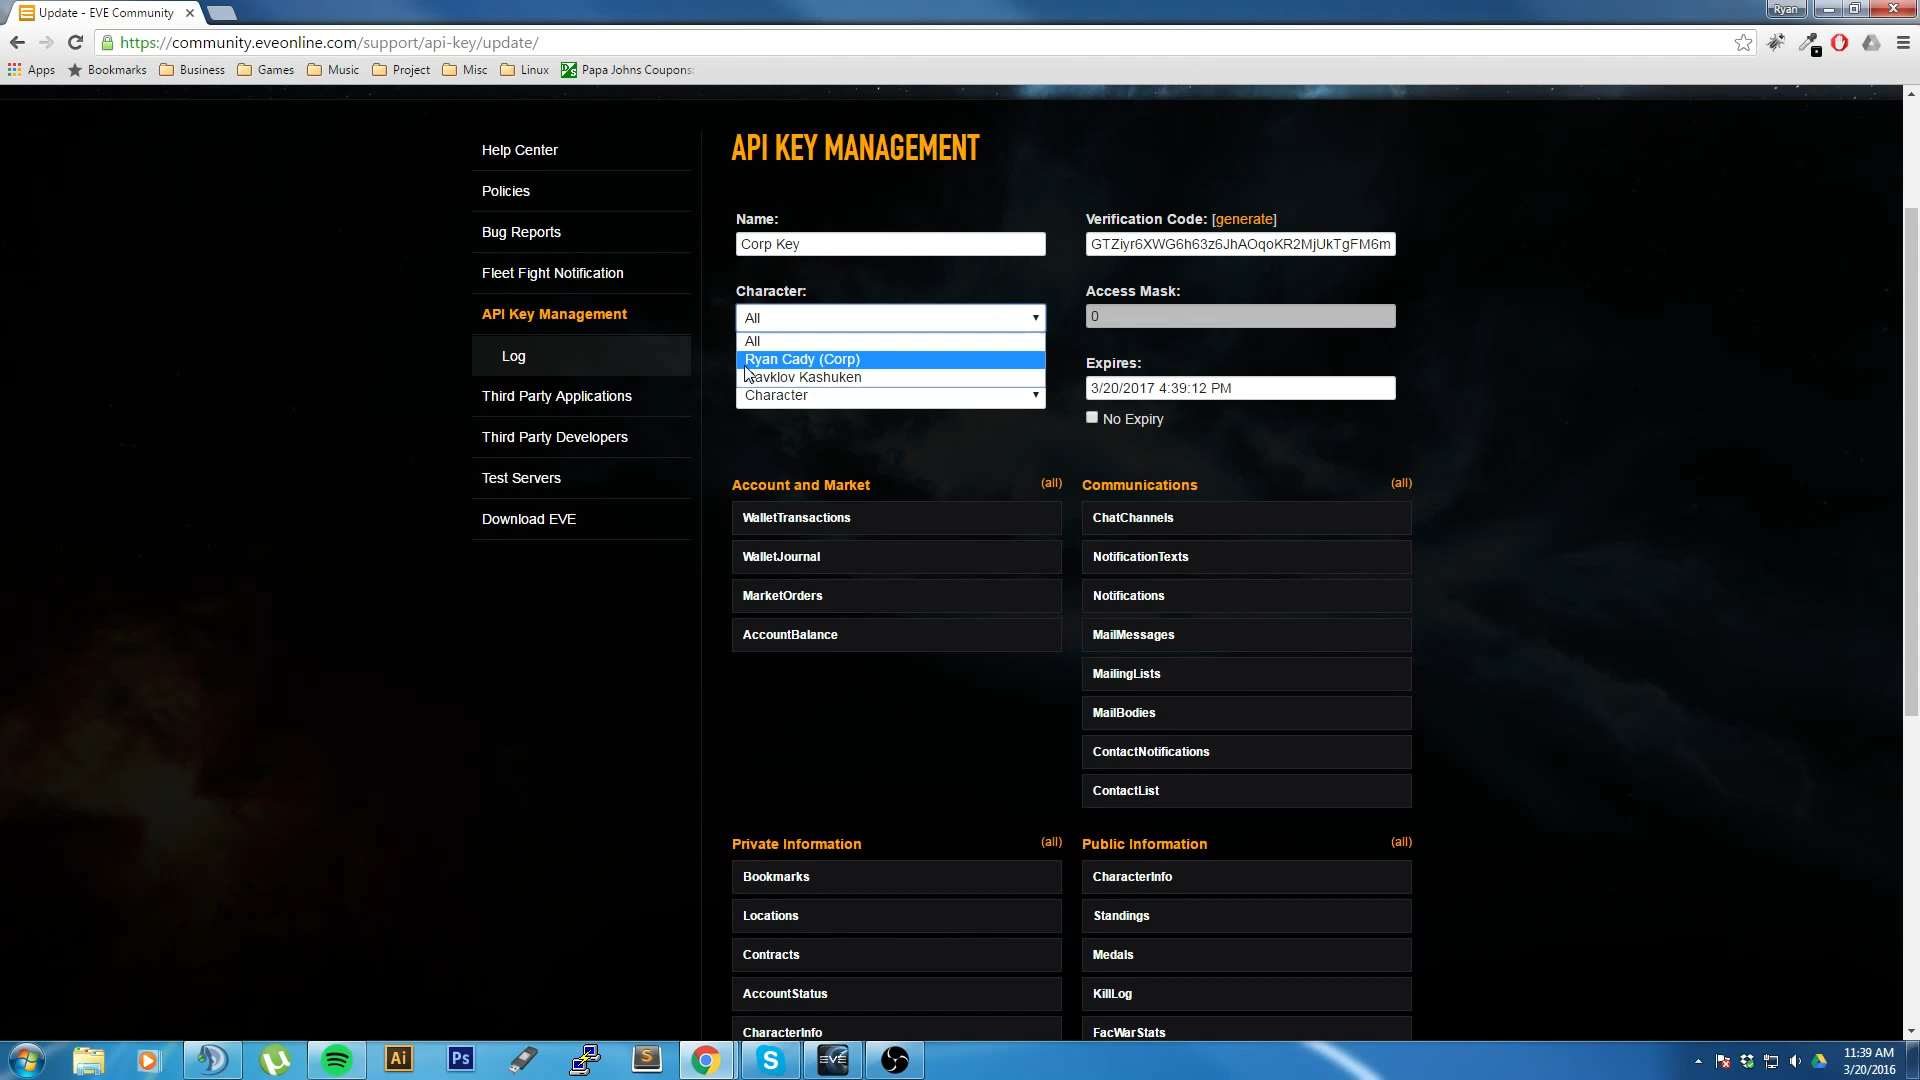 Update - EVE Community
Ryan
https://community.eveonline.com/support/api-key/update/
Apps Bookmarks Business Games Music Project Misc Linux Papa Johns Coupons:
Help Center
Policies
Bug Reports
Fleet Fight Notification
API Key Management
Log
Third Party Applications
Third Party Developers
Test Servers
Download EVE
API KEY MANAGEMENT
Name:
Corp Key
Verification Code: [generate]
GTZiyr6XWG6h63z6JhAOqoKR2MjUkTgFM6m
Character:
All
All
Ryan Cady (Corp)
Kashuken
Character
Access Mask:
0
Expires:
3/20/2017 4:39:12 PM
No Expiry
Account and Market (all)
WalletTransactions
WalletJournal
MarketOrders
AccountBalance
Communications (all)
ChatChannels
NotificationTexts
Notifications
MailMessages
MailingLists
MailBodies
ContactNotifications
ContactList
Private Information (all)
Bookmarks
Locations
Contracts
AccountStatus
CharacterInfo
Public Information (all)
CharacterInfo
Standings
Medals
KillLog
FacWarStats
Ai
Ps
S
S
EVE
11:39 AM
3/20/2016